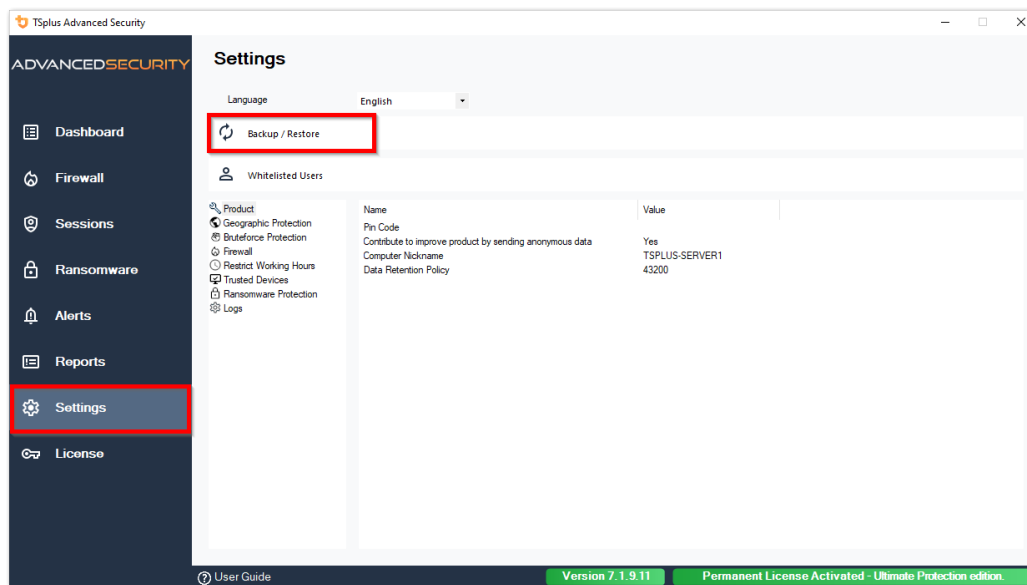 TSplus Advanced Security
ADVANCEDSECURITY
Settings
Language
English
Backup / Restore
Whitelisted Users
Dashboard
Firewall
Sessions
Ransomware
Alerts
Reports
Settings
License
Product
Geographic Protection
Bruteforce Protection
Firewall
Restrict Working Hours
Trusted Devices
Ransomware Protection
Logs
Name Value
Pin Code
Contribute to improve product by sending anonymous data Yes
Computer Nickname TSPLUS-SERVER1
Data Retention Policy 43200
User Guide
Version 7.1.9.11
Permanent License Activated - Ultimate Protection edition.